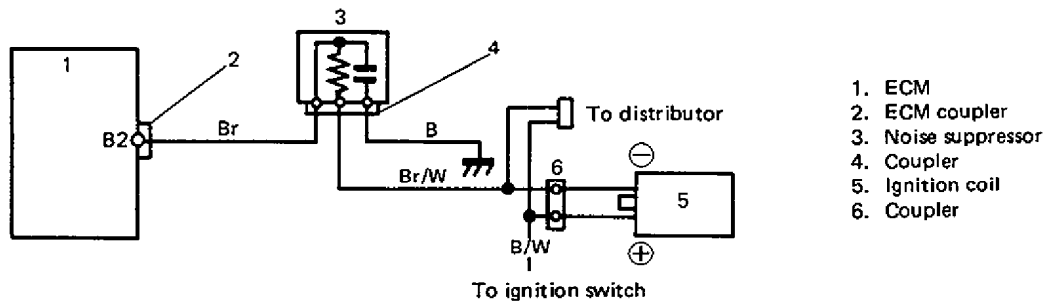 1
2
3
4
B2
Br
B
Br/W
To distributor
6
⊖
5
⊕
B/W
To ignition switch
1. ECM
2. ECM coupler
3. Noise suppressor
4. Coupler
5. Ignition coil
6. Coupler